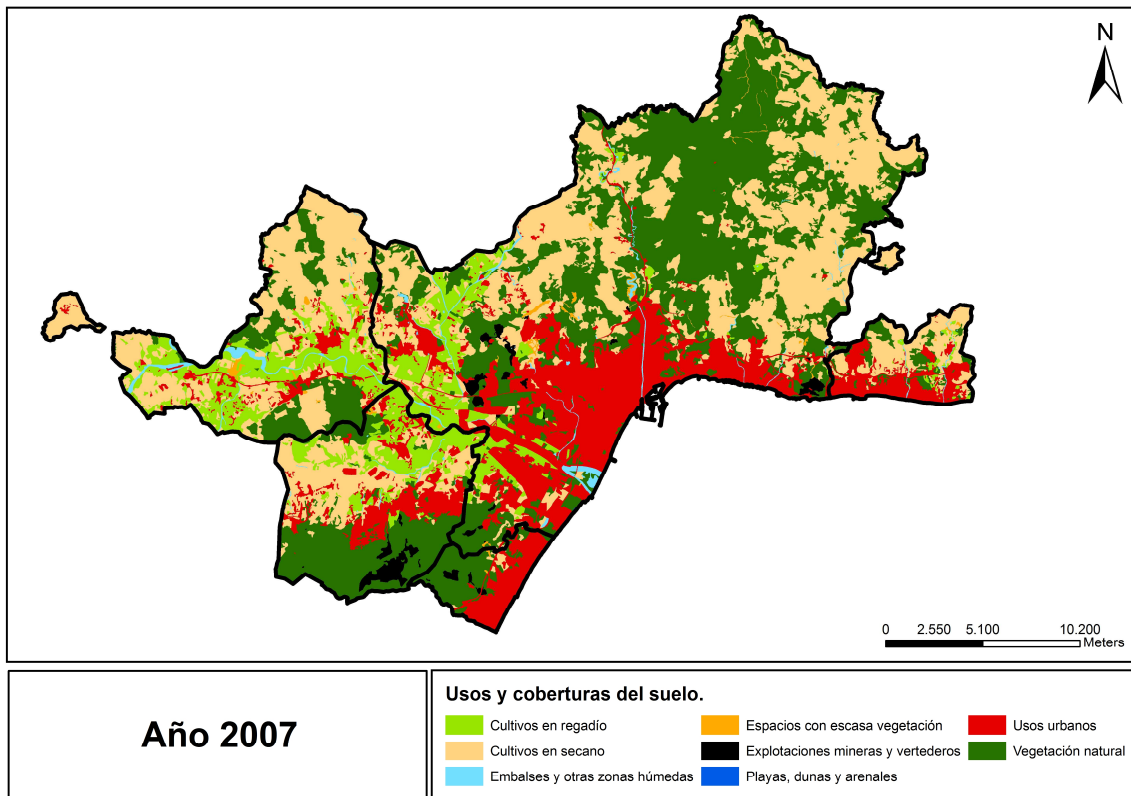 N
0 2.550 5.100 10.200
Meters
Año 2007
Usos y coberturas del suelo.
Cultivos en regadío
Espacios con escasa vegetación
Usos urbanos
Cultivos en secano
Explotaciones mineras y vertederos
Vegetación natural
Embalses y otras zonas húmedas
Playas, dunas y arenales